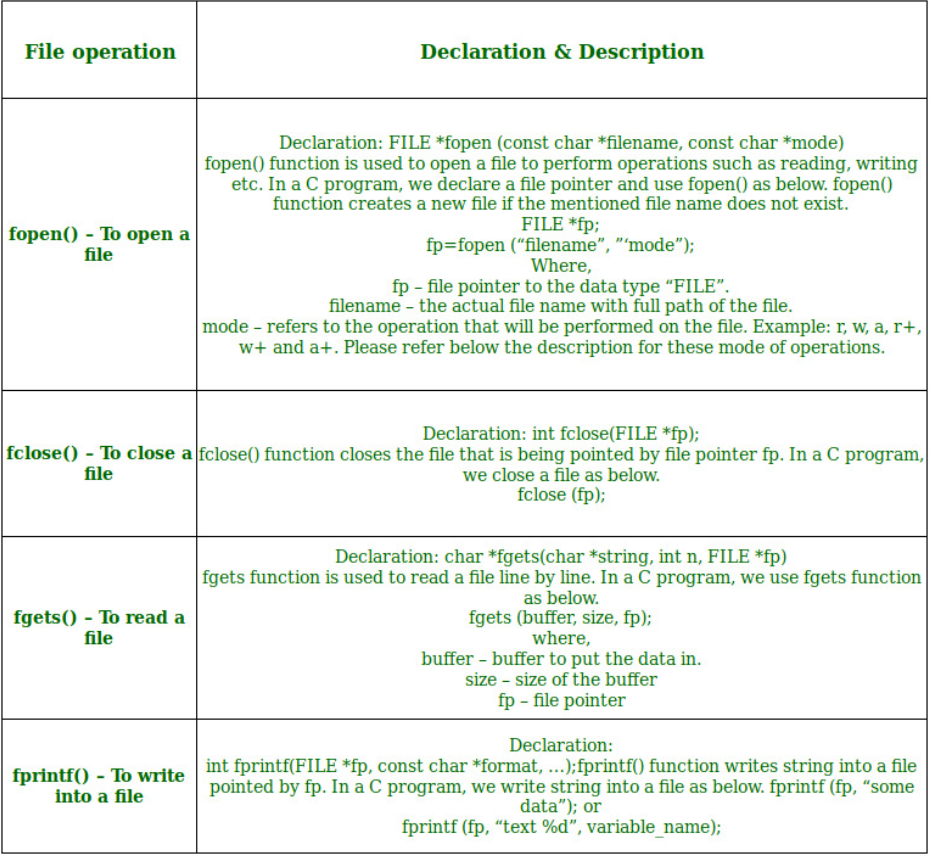 File operation
Declaration & Description
fopen() – To open a
file
Declaration: FILE *fopen (const char *filename, const char *mode)
fopen() function is used to open a file to perform operations such as reading, writing
etc. In a C program, we declare a file pointer and use fopen() as below. fopen()
function creates a new file if the mentioned file name does not exist.
FILE *fp;
fp=fopen (“filename”, ”‘mode”);
Where,
fp – file pointer to the data type “FILE”.
filename – the actual file name with full path of the file.
mode – refers to the operation that will be performed on the file. Example: r, w, a, r+,
w+ and a+. Please refer below the description for these mode of operations.
fclose() – To close a
file
Declaration: int fclose(FILE *fp);
fclose() function closes the file that is being pointed by file pointer fp. In a C program,
we close a file as below.
fclose (fp);
fgets() – To read a
file
Declaration: char *fgets(char *string, int n, FILE *fp)
fgets function is used to read a file line by line. In a C program, we use fgets function
as below.
fgets (buffer, size, fp);
where,
buffer – buffer to put the data in.
size – size of the buffer
fp – file pointer
fprintf() – To write
into a file
Declaration:
int fprintf(FILE *fp, const char *format, …);fprintf() function writes string into a file
pointed by fp. In a C program, we write string into a file as below. fprintf (fp, “some
data”); or
fprintf (fp, “text %d”, variable_name);